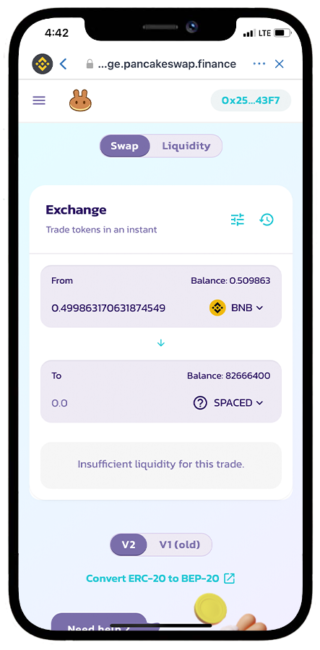 4:42
LTE
...ge.pancakeswap.finance
0x25...43F7
Swap
Liquidity
Exchange
Trade tokens in an instant
From
Balance: 0.509863
0.499863170631874549
BNB
To
Balance: 82666400
0.0
SPACED
Insufficient liquidity for this trade.
V2
V1 (old)
Convert ERC-20 to BEP-20
Need help ?